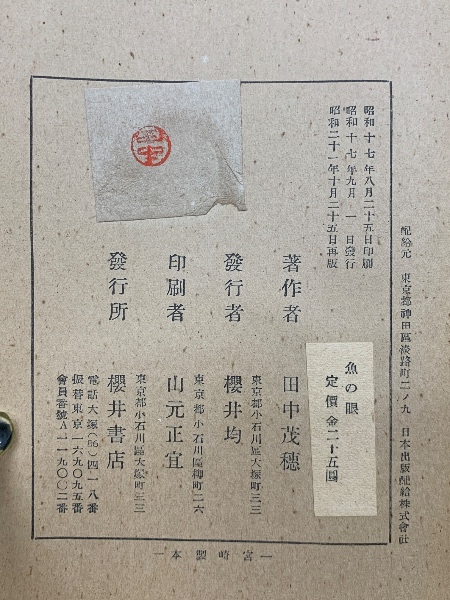 配給元 東京都神田區淡路町二ノ九 日本出版配給株式會社
昭和十七年八月二十五日印刷
昭和十七年九月一日發行
昭和二十一年十月二十五日再版
魚の眼
定價金二十五圓
著作者 田中茂穗
東京都小石川區大塚町三三
發行者 櫻井均
東京都小石川區柳町二六
印刷者 山元正宜
東京都小石川區大塚町三三
發行所 櫻井書店
電話大塚(86)四一八番
振替東京一六九〇九五番
會員番號A一一九〇〇二番
―宮崎製本―